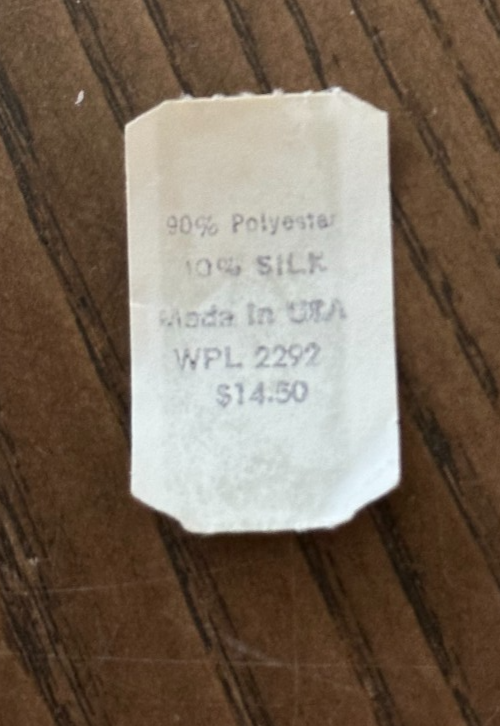 90% Polyester
10% SILK
Made In USA
WPL 2292
$14.50